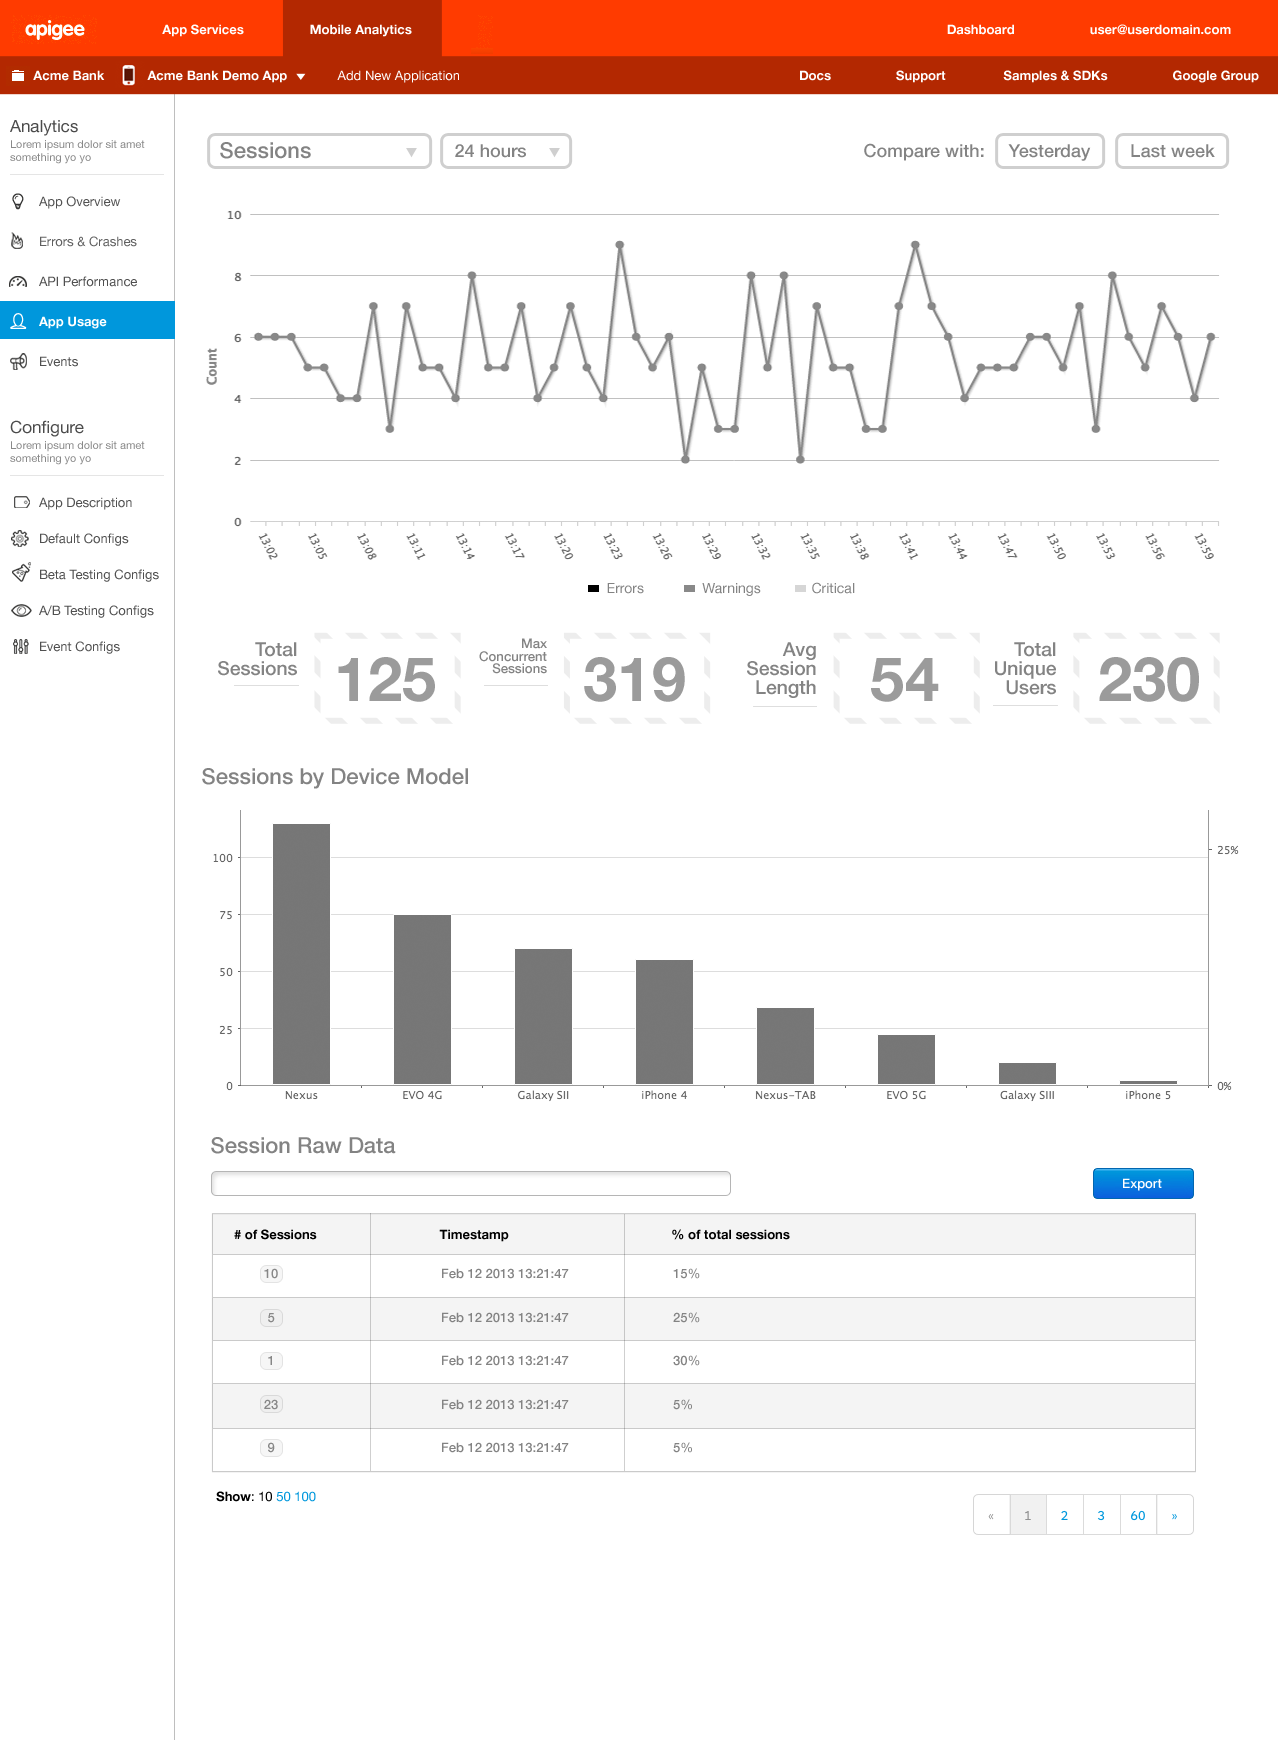 apigee App Services Mobile Analytics Dashboard user@userdomain.com
Acme Bank Acme Bank Demo App Add New Application Docs Support Samples & SDKs Google Group
Analytics
Lorem ipsum dolor sit amet
something yo yo
App Overview
Errors & Crashes
API Performance
App Usage
Events
Configure
Lorem ipsum dolor sit amet
something yo yo
App Description
Default Configs
Beta Testing Configs
A/B Testing Configs
Event Configs
Sessions 24 hours Compare with: Yesterday Last week
10
8
6
4
2
0
Count
13:02 13:05 13:08 13:11 13:14 13:17 13:20 13:23 13:26 13:29 13:32 13:35 13:38 13:41 13:44 13:47 13:50 13:53 13:56 13:59
Errors Warnings Critical
Total
Sessions
125
Max
Concurrent
Sessions
319
Avg
Session
Length
54
Total
Unique
Users
230
Sessions by Device Model
100
75
50
25
0
25%
0%
Nexus EVO 4G Galaxy SII iPhone 4 Nexus-TAB EVO 5G Galaxy SIII iPhone 5
Session Raw Data
Export
# of Sessions Timestamp % of total sessions
10 Feb 12 2013 13:21:47 15%
5 Feb 12 2013 13:21:47 25%
1 Feb 12 2013 13:21:47 30%
23 Feb 12 2013 13:21:47 5%
9 Feb 12 2013 13:21:47 5%
Show: 10 50 100
« 1 2 3 60 »